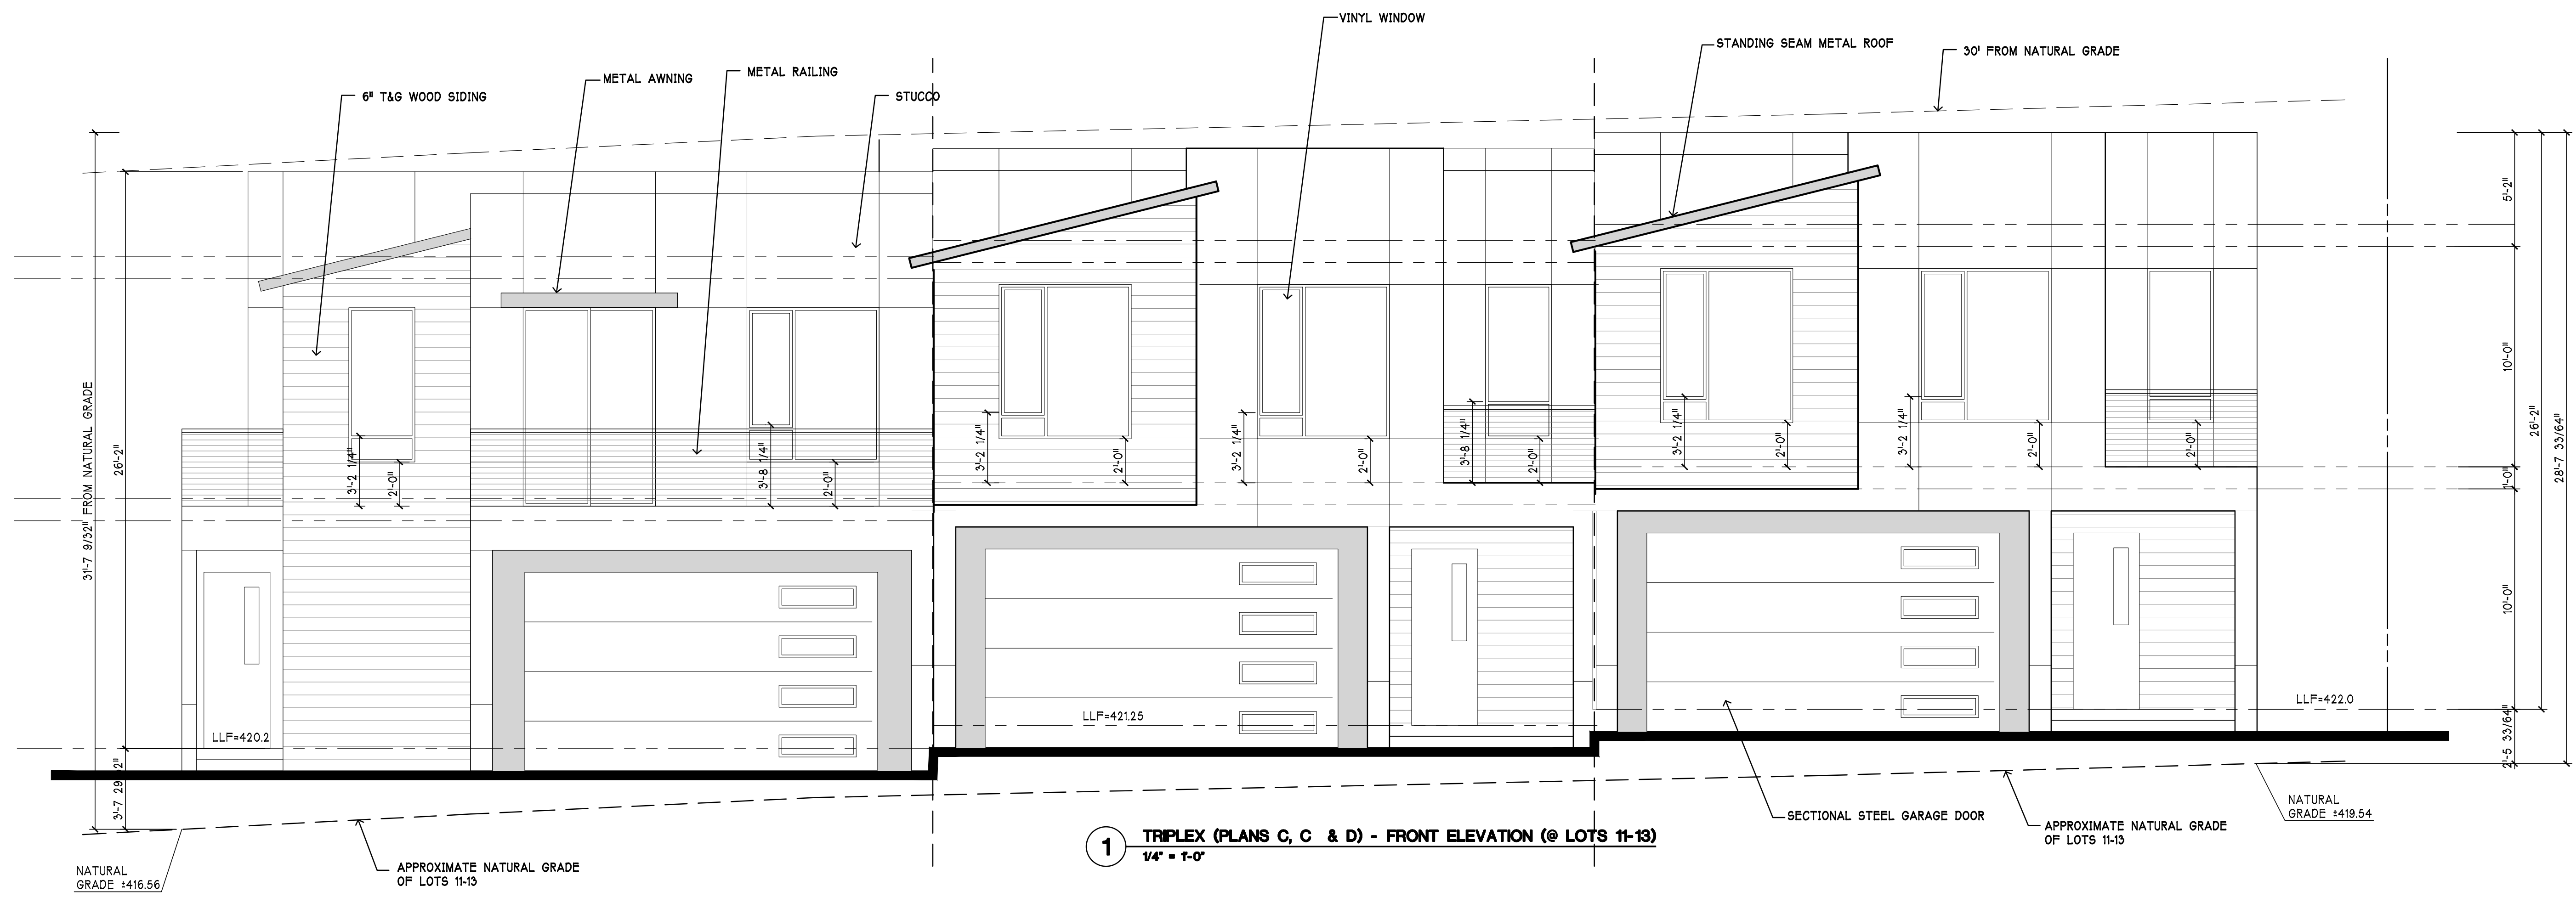 VINYL WINDOW
STANDING SEAM METAL ROOF
30' FROM NATURAL GRADE
METAL AWNING
METAL RAILING
6" T&G WOOD SIDING
STUCCO
31'-7 9/32" FROM NATURAL GRADE
26'-2"
3'-2 1/4"
2'-0"
3'-8 1/4"
2'-0"
3'-2 1/4"
2'-0"
3'-2 1/4"
2'-0"
3'-8 1/4"
2'-0"
3'-2 1/4"
2'-0"
3'-2 1/4"
2'-0"
2'-0"
5'-2"
10'-0"
1'-0"
10'-0"
2'-5 33/64"
26'-2"
28'-7 33/64"
LLF=420.2
LLF=421.25
LLF=422.0
NATURAL
GRADE ±416.56
APPROXIMATE NATURAL GRADE
OF LOTS 11-13
1
TRIPLEX (PLANS C, C & D) - FRONT ELEVATION (@ LOTS 11-13)
1/4" = 1'-0"
SECTIONAL STEEL GARAGE DOOR
APPROXIMATE NATURAL GRADE
OF LOTS 11-13
NATURAL
GRADE ±419.54